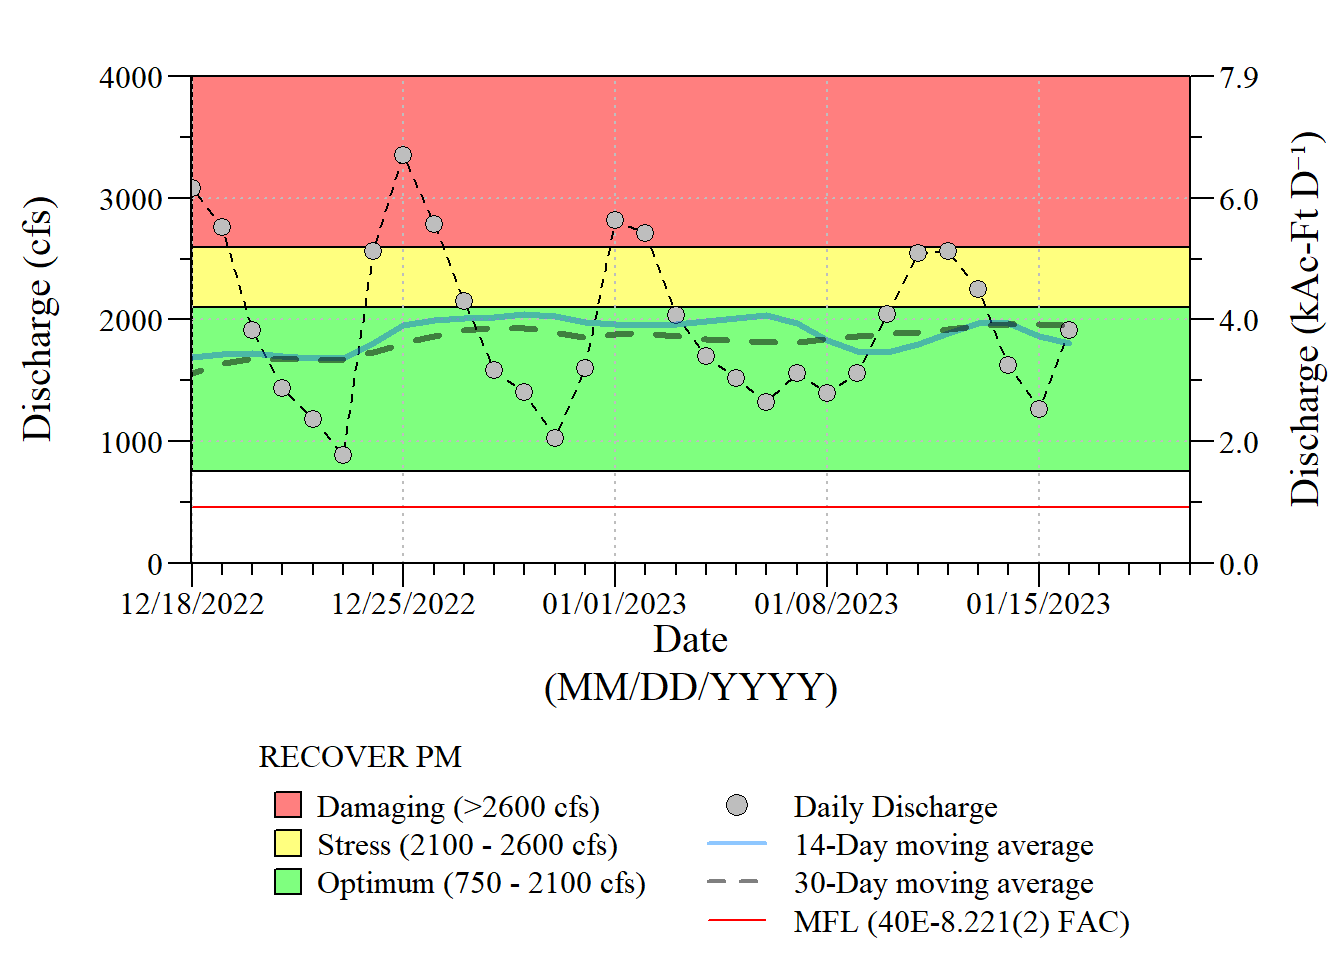 4000
3000
2000
1000
0
Discharge (cfs)
7.9
6.0
4.0
2.0
0.0
Discharge (kAc-Ft D⁻¹)
12/18/2022 12/25/2022 01/01/2023 01/08/2023 01/15/2023
Date
(MM/DD/YYYY)
RECOVER PM
Damaging (>2600 cfs)
Stress (2100 - 2600 cfs)
Optimum (750 - 2100 cfs)
Daily Discharge
14-Day moving average
30-Day moving average
MFL (40E-8.221(2) FAC)